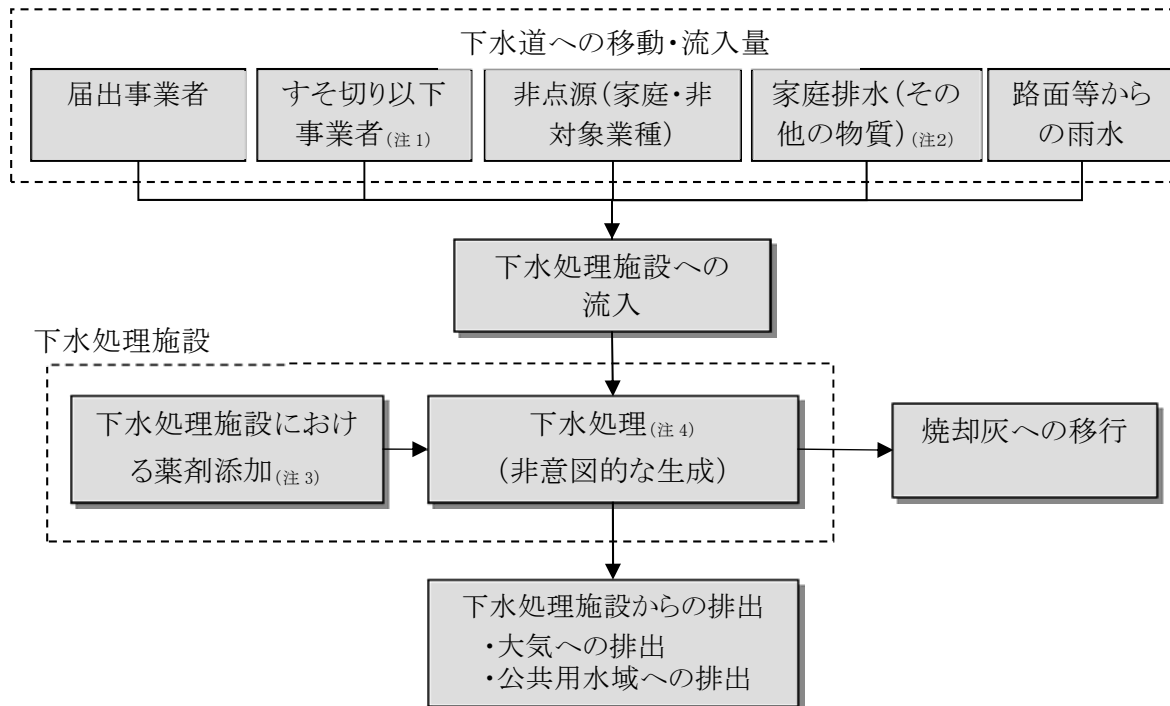 下水道への移動・流入量
届出事業者
すそ切り以下
事業者(注1)
非点源(家庭・非
対象業種)
家庭排水(その
他の物質)(注2)
路面等から
の雨水
下水処理施設への
流入
下水処理施設
下水処理施設におけ
る薬剤添加(注3)
下水処理(注4)
(非意図的な生成)
焼却灰への移行
下水処理施設からの排出
・大気への排出
・公共用水域への排出